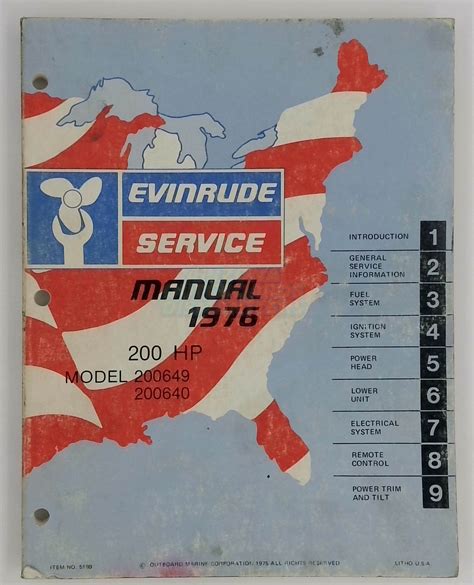 EVINRUDE
SERVICE
MANUAL
1976
200 HP
MODEL 200649
200640
INTRODUCTION 1
GENERAL
SERVICE
INFORMATION 2
FUEL
SYSTEM 3
IGNITION
SYSTEM 4
POWER
HEAD 5
LOWER
UNIT 6
ELECTRICAL
SYSTEM 7
REMOTE
CONTROL 8
POWER TRIM
AND TILT 9
ITEM NO.
© OUTBOARD MARINE CORPORATION 1975 ALL RIGHTS RESERVED
LITHO U.S.A.